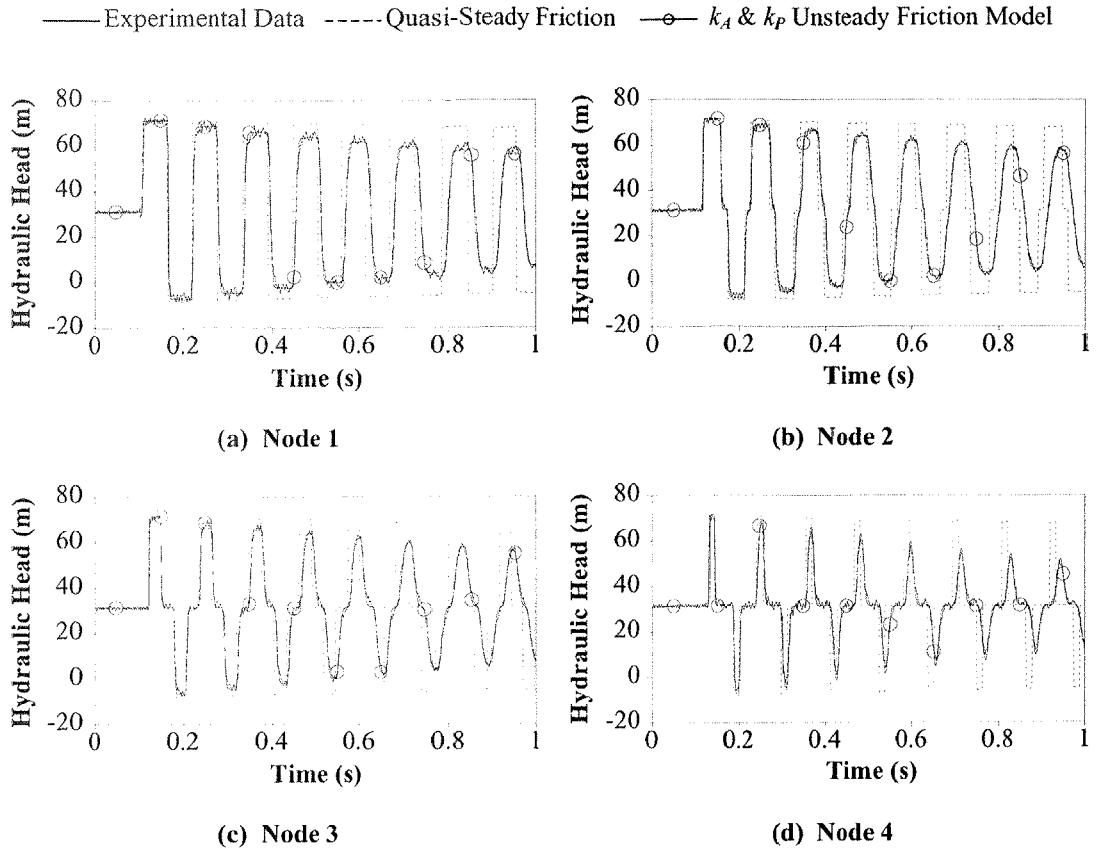 Experimental Data Quasi-Steady Friction kA & kP Unsteady Friction Model
Hydraulic Head (m)
80
60
40
20
0
-20
0 0.2 0.4 0.6 0.8 1
Time (s)
(a) Node 1
Hydraulic Head (m)
80
60
40
20
0
-20
0 0.2 0.4 0.6 0.8 1
Time (s)
(b) Node 2
Hydraulic Head (m)
80
60
40
20
0
-20
0 0.2 0.4 0.6 0.8 1
Time (s)
(c) Node 3
Hydraulic Head (m)
80
60
40
20
0
-20
0 0.2 0.4 0.6 0.8 1
Time (s)
(d) Node 4